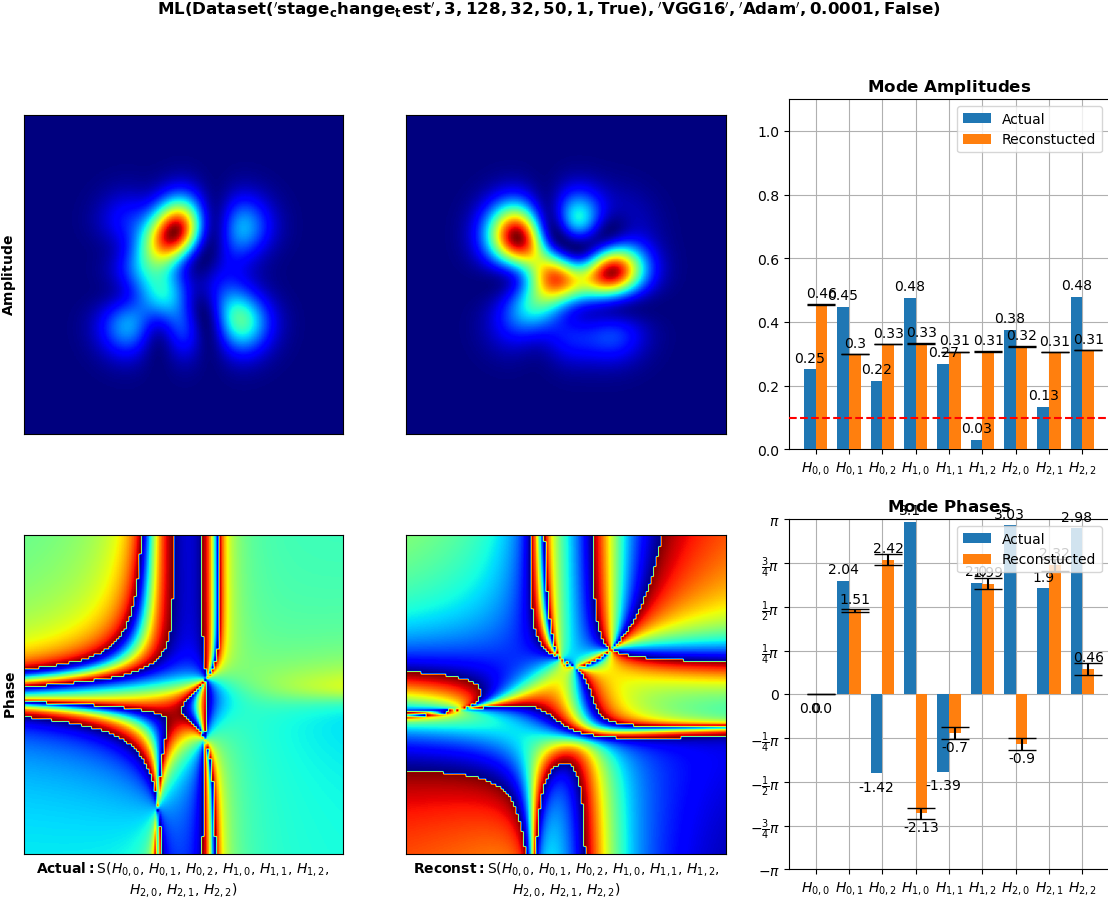 ML(Dataset('stage_change_test', 3, 128, 32, 50, 1, True), 'VGG16', 'Adam', 0.0001, False)
Mode Amplitudes
Actual
Reconstucted
1.0
0.8
0.6
0.4
0.2
0.0
0.25 0.46 0.45 0.3 0.22 0.33 0.48 0.33 0.27 0.31 0.03 0.31 0.38 0.32 0.13 0.31 0.48 0.31
H0,0 H0,1 H0,2 H1,0 H1,1 H1,2 H2,0 H2,1 H2,2
Amplitude
Mode Phases
Actual
Reconstucted
π
3/4π
1/2π
1/4π
0
−1/4π
−1/2π
−3/4π
−π
0.0 0.0 2.04 1.51 -1.42 2.42 -2.13 -1.39 -0.7 3.03 -0.9 1.9 2.98 0.46
H0,0 H0,1 H0,2 H1,0 H1,1 H1,2 H2,0 H2,1 H2,2
Phase
Actual: S(H0,0, H0,1, H0,2, H1,0, H1,1, H1,2,
H2,0, H2,1, H2,2)
Reconst: S(H0,0, H0,1, H0,2, H1,0, H1,1, H1,2,
H2,0, H2,1, H2,2)